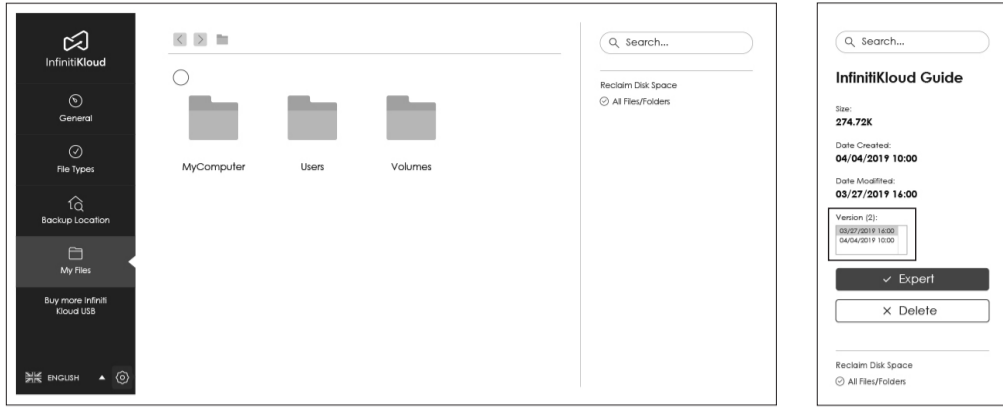 InfinitiKloud
General
File Types
Backup Location
My Files
Buy more Infiniti
Kloud USB
ENGLISH
MyComputer
Users
Volumes
Search...
Reclaim Disk Space
All Files/Folders
Search...
InfinitiKloud Guide
Size:
274.72K
Date Created:
04/04/2019 10:00
Date Modifited:
03/27/2019 16:00
Version (2):
03/27/2019 16:00
04/04/2019 10:00
Expert
Delete
Reclaim Disk Space
All Files/Folders